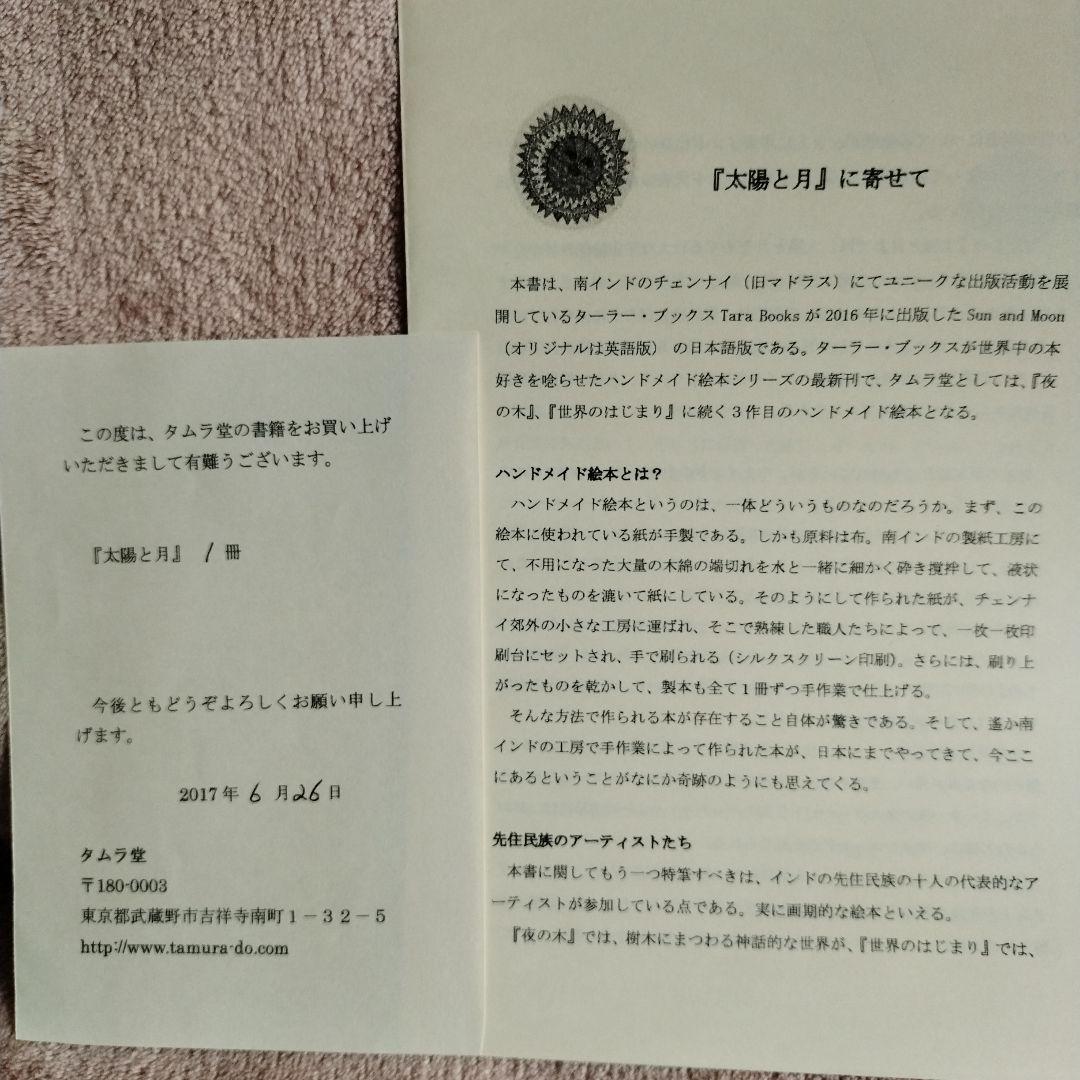 この度は、タムラ堂の書籍をお買い上げ
いただきまして有難うございます。
『太陽と月』 1 冊
今後ともどうぞよろしくお願い申し上
げます。
2017年 6 月26日
タムラ堂
〒180-0003
東京都武蔵野市吉祥寺南町1－32－5
http://www.tamura-do.com
『太陽と月』に寄せて
本書は、南インドのチェンナイ（旧マドラス）にてユニークな出版活動を展
開しているターラー・ブックス Tara Books が 2016 年に出版した Sun and Moon
（オリジナルは英語版） の日本語版である。ターラー・ブックスが世界中の本
好きを唸らせたハンドメイド絵本シリーズの最新刊で、タムラ堂としては、『夜
の木』、『世界のはじまり』に続く3作目のハンドメイド絵本となる。
ハンドメイド絵本とは？
ハンドメイド絵本というのは、一体どういうものなのだろうか。まず、この
絵本に使われている紙が手製である。しかも原料は布。南インドの製紙工房に
て、不用になった大量の木綿の端切れを水と一緒に細かく砕き撹拌して、液状
になったものを漉いて紙にしている。そのようにして作られた紙が、チェンナ
イ郊外の小さな工房に運ばれ、そこで熟練した職人たちによって、一枚一枚印
刷台にセットされ、手で刷られる（シルクスクリーン印刷）。さらには、刷り上
がったものを乾かして、製本も全て1冊ずつ手作業で仕上げる。
そんな方法で作られる本が存在すること自体が驚きである。そして、遙か南
インドの工房で手作業によって作られた本が、日本にまでやってきて、今ここ
にあるということがなにか奇跡のようにも思えてくる。
先住民族のアーティストたち
本書に関してもう一つ特筆すべきは、インドの先住民族の十人の代表的なア
ーティストが参加している点である。実に画期的な絵本といえる。
『夜の木』では、樹木にまつわる神話的な世界が、『世界のはじまり』では、